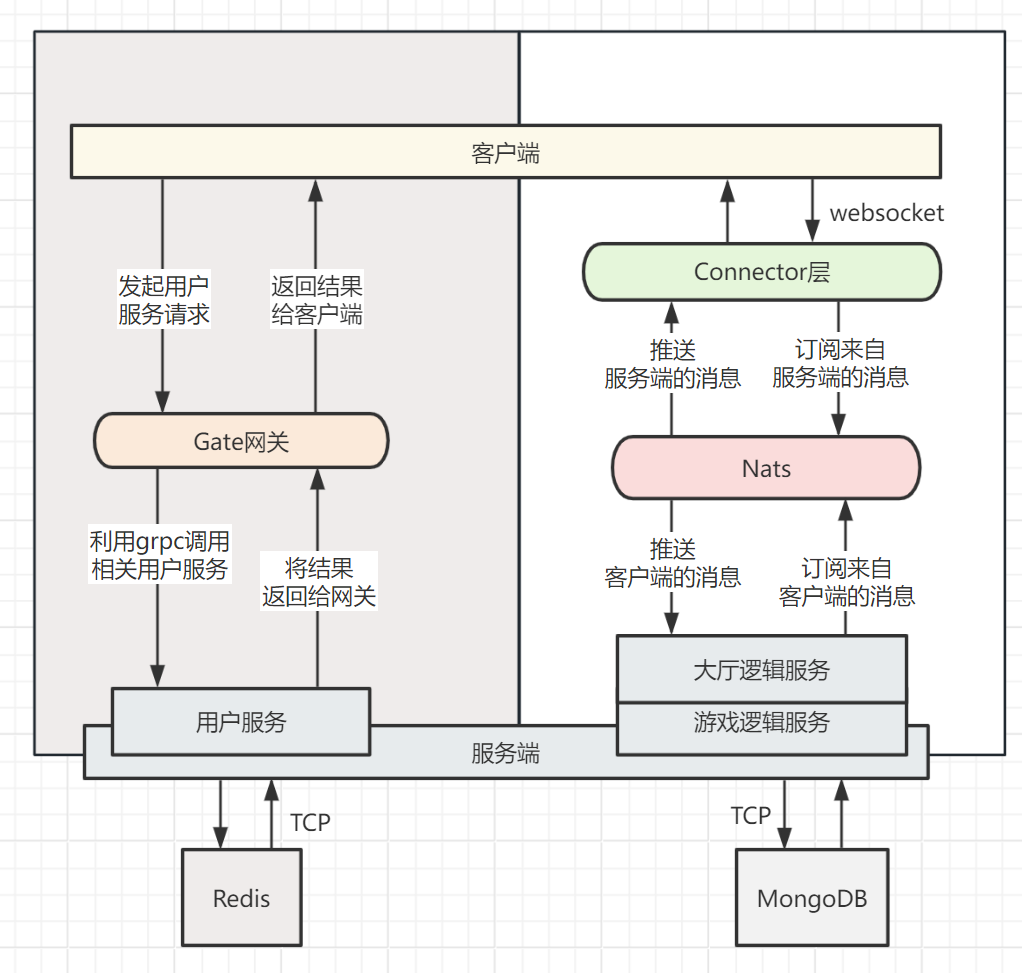 客户端
websocket
Connector层
发起用户
服务请求
返回结果
给客户端
推送
服务端的消息
订阅来自
服务端的消息
Gate网关
Nats
利用grpc调用
相关用户服务
将结果
返回给网关
推送
客户端的消息
订阅来自
客户端的消息
大厅逻辑服务
用户服务
游戏逻辑服务
服务端
TCP
TCP
Redis
MongoDB